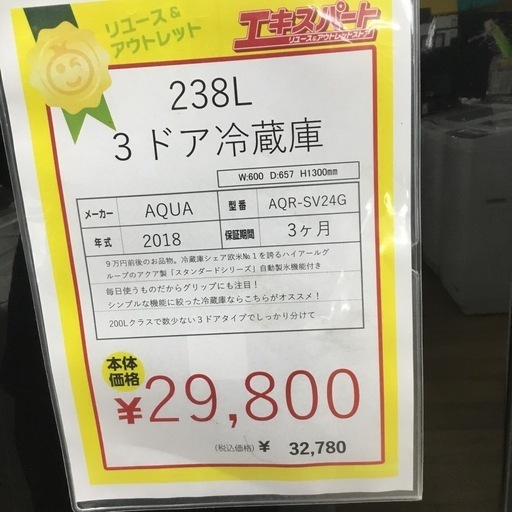 リユース&
アウトレット
エキスパート
リユース&アウトレットストア
238L
3ドア冷蔵庫
W:600 D:657 H1300mm
メーカー AQUA 型番 AQR-SV24G
年式 2018 保証期間 3ヶ月
9万円前後のお品物。冷蔵庫シェア欧米№1を誇るハイアールグ
ループのアクア製「スタンダードシリーズ」自動製氷機能付き
毎日使うものだからグリップにも注目!
シンプルな機能に絞った冷蔵庫ならこちらがオススメ!
200Lクラスで数少ない3ドアタイプでしっかり分けて
本体
価格
¥29,800
(税込価格) ¥ 32,780